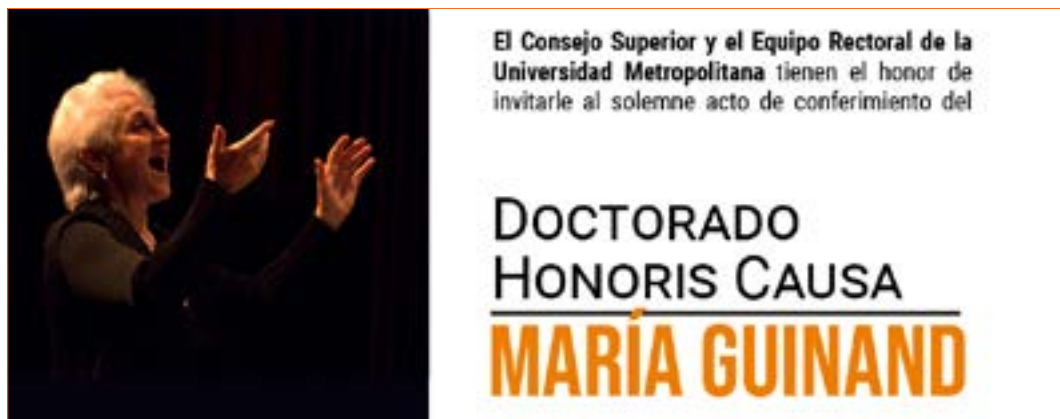 El Consejo Superior y el Equipo Rectoral de la
Universidad Metropolitana tienen el honor de
invitarle al solemne acto de conferimiento del
DOCTORADO
HONORIS CAUSA
MARÍA GUINAND